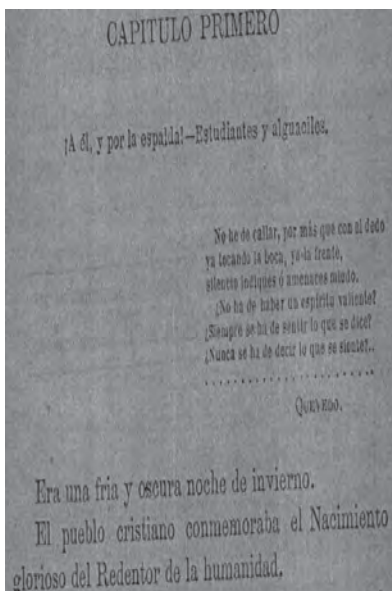 CAPITULO PRIMERO
¡A él, y por la espalda!—Estudiantes y alguaciles.
No he de callar, por más que con el dedo
ya tocando la boca, ya la frente,
silencio indiques ó amenaces miedo.
¿No ha de haber un espíritu valiente?
¿Siempre se ha de sentir lo que se dice?
¿Nunca se ha de decir lo que se siente?..
. . . . . . . . . . . . . . . . . . . . . . .
QUEVEDO.
Era una fria y oscura noche de invierno.
El pueblo cristiano conmemoraba el Nacimiento
glorioso del Redentor de la humanidad.